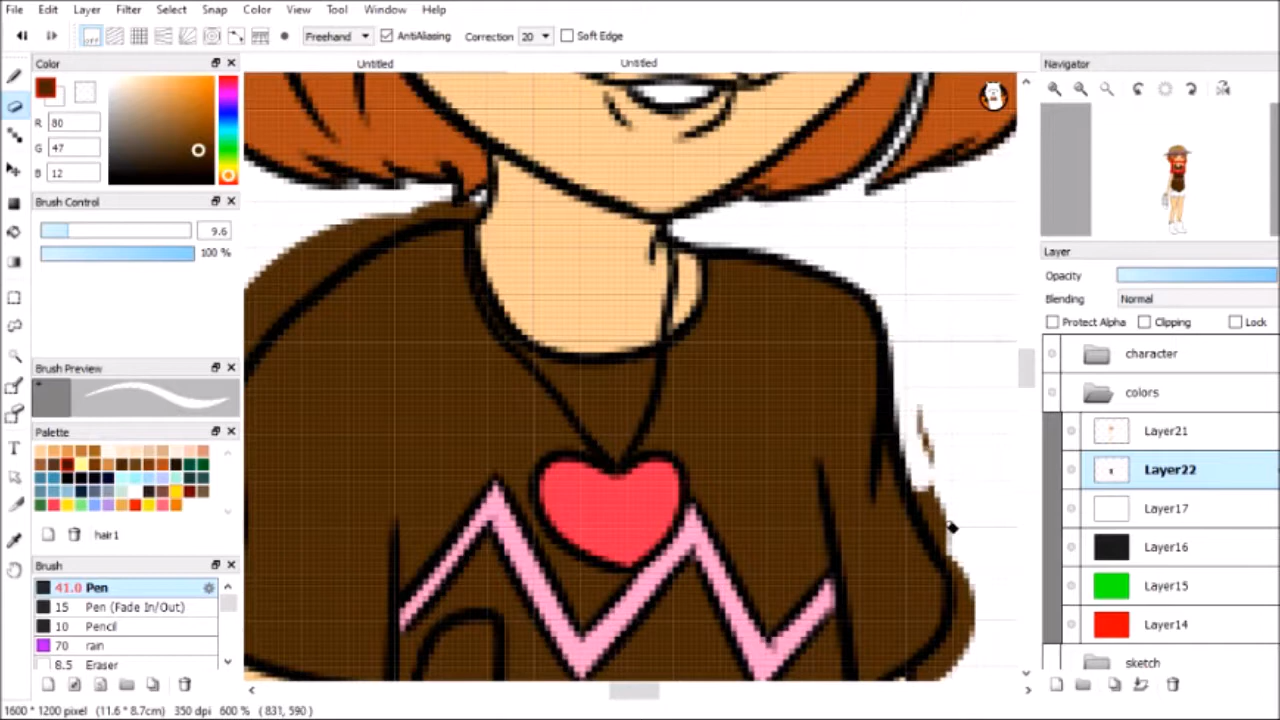 File Edit Layer Filter Select Snap Color View Tool Window Help
Freehand AntiAliasing Correction 20 Soft Edge
Color
R 80
G 47
B 12
Brush Control
9.6
100 %
Brush Preview
Palette
hair1
Brush
41.0 Pen
15 Pen (Fade In/Out)
10 Pencil
70 rain
8.5 Eraser
Untitled Untitled
Navigator
Layer
Opacity
Blending Normal
Protect Alpha Clipping Lock
character
colors
Layer21
Layer22
Layer17
Layer16
Layer15
Layer14
sketch
1600 * 1200 pixel (11.6 * 8.7cm) 350 dpi 600 % ( 831, 590 )